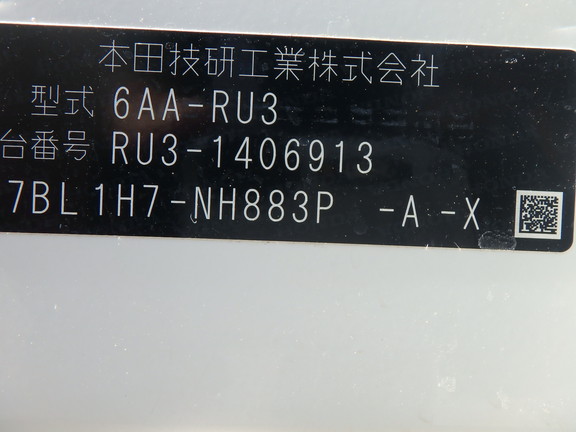 本田技研工業株式会社
型式 6AA-RU3
台番号 RU3-1406913
7BL 1H7-NH883P -A -X